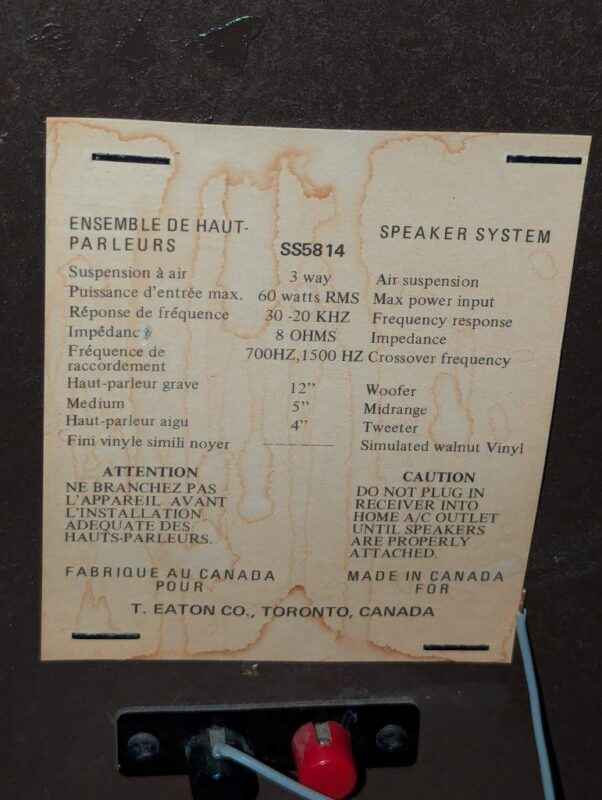 ENSEMBLE DE HAUT-
PARLEURS
SS5814
SPEAKER SYSTEM
Suspension à air 3 way Air suspension
Puissance d'entrée max. 60 watts RMS Max power input
Réponse de fréquence 30 -20 KHZ Frequency response
Impédance 8 OHMS Impedance
Fréquence de
raccordement 700HZ,1500 HZ Crossover frequency
Haut-parleur grave 12" Woofer
Medium 5" Midrange
Haut-parleur aigu 4" Tweeter
Fini vinyle simili noyer Simulated walnut Vinyl
ATTENTION
NE BRANCHEZ PAS
L'APPAREIL AVANT
L'INSTALLATION
ADEQUATE DES
HAUTS-PARLEURS.
CAUTION
DO NOT PLUG IN
RECEIVER INTO
HOME A/C OUTLET
UNTIL SPEAKERS
ARE PROPERLY
ATTACHED.
FABRIQUE AU CANADA
POUR
MADE IN CANADA
FOR
T. EATON CO., TORONTO, CANADA